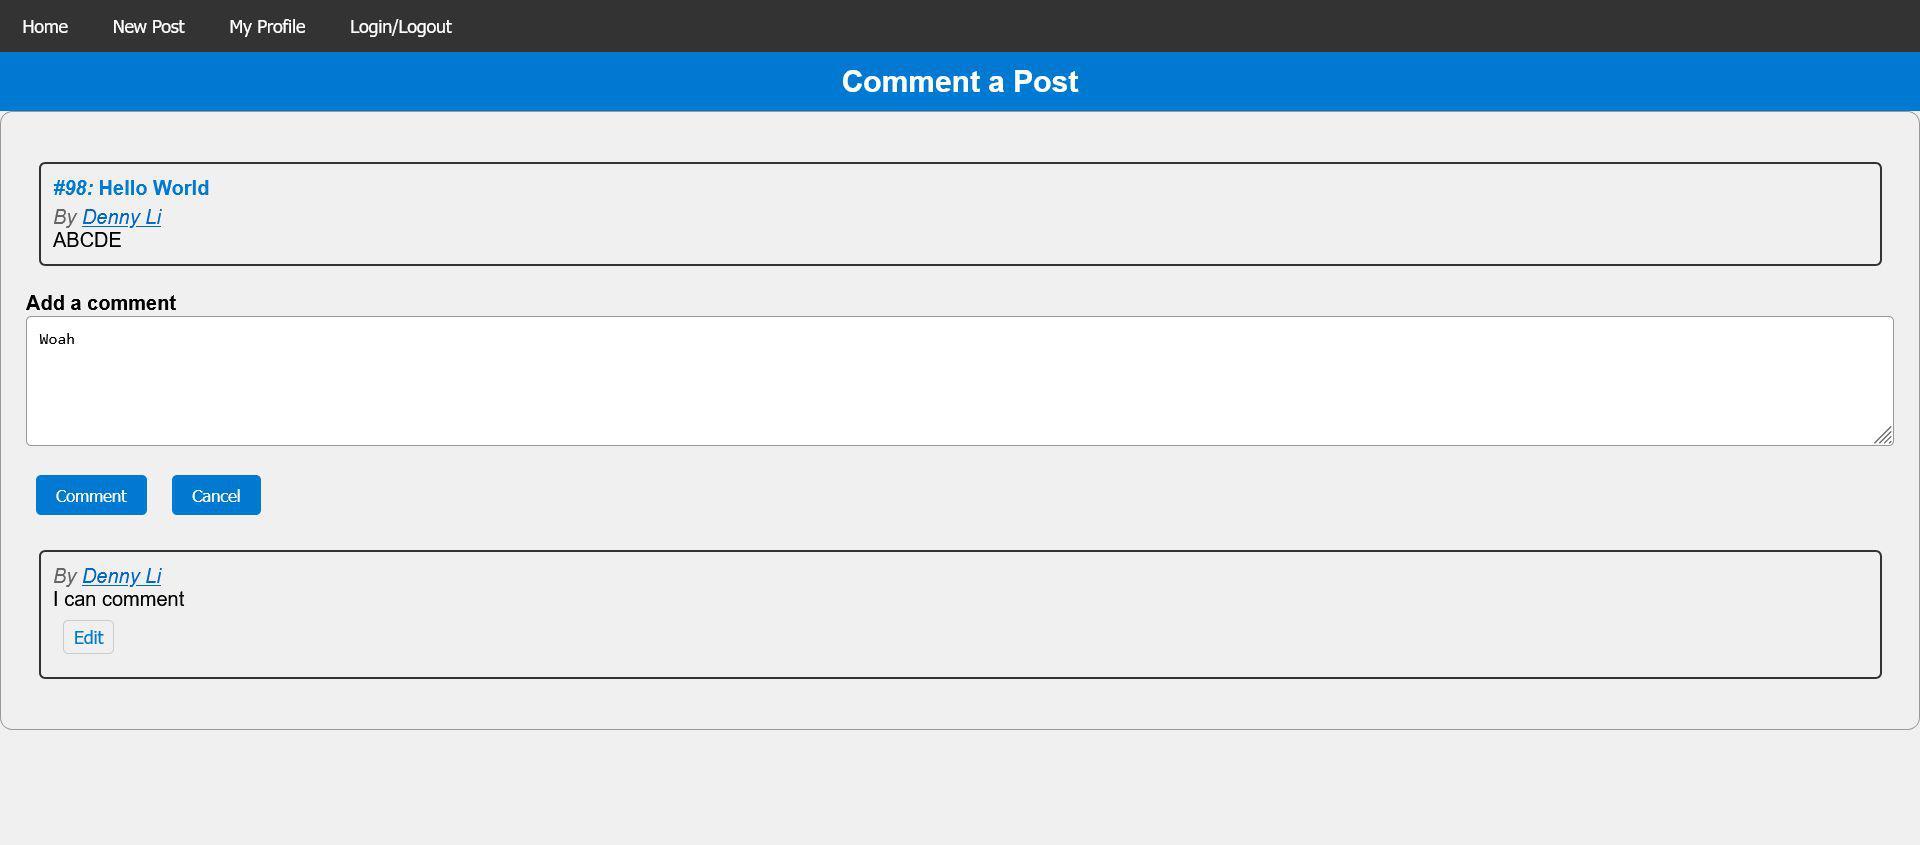 Home New Post My Profile Login/Logout
Comment a Post
#98: Hello World
By Denny Li
ABCDE
Add a comment
Woah
Comment Cancel
By Denny Li
I can comment
Edit